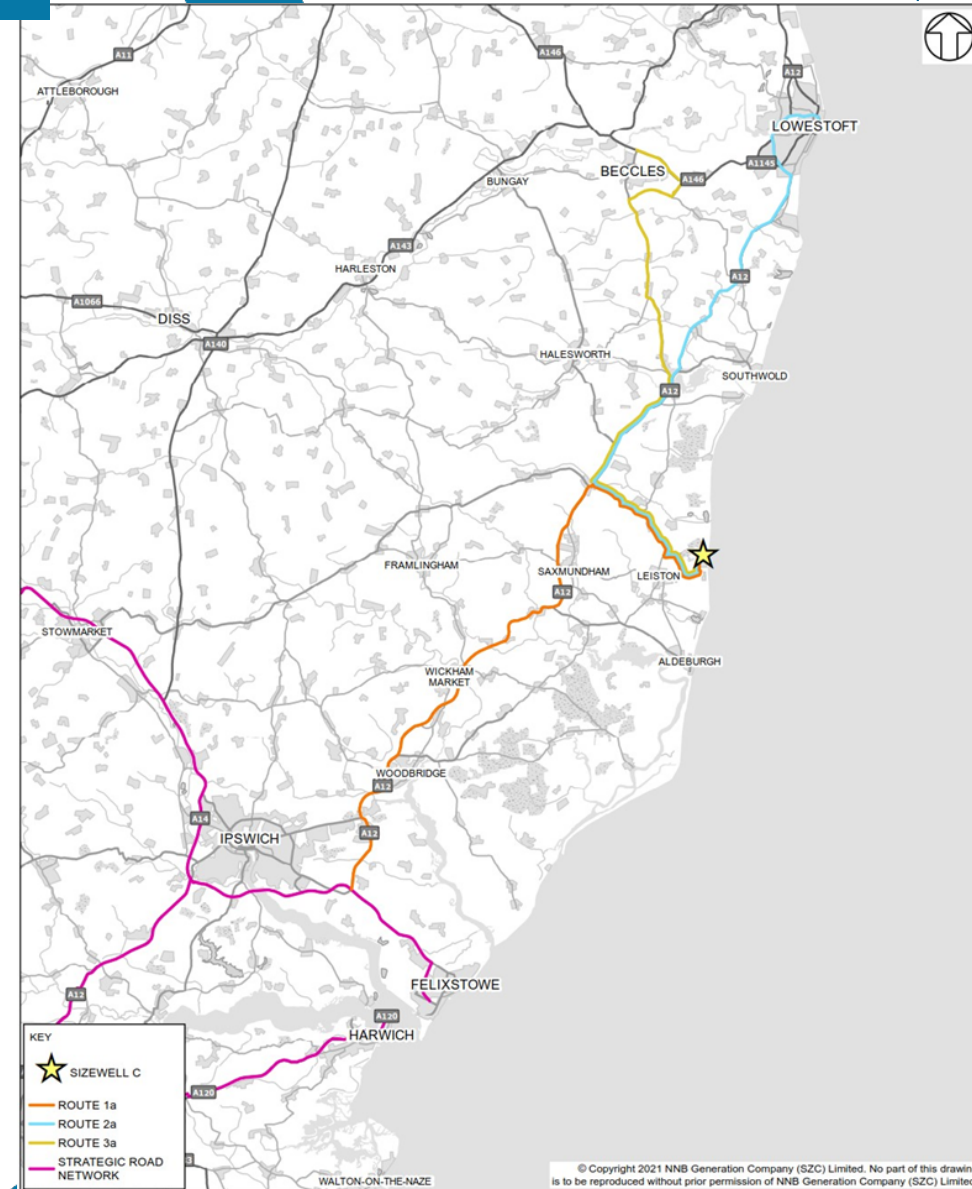 A11
A146
A12
ATTLEBOROUGH
LOWESTOFT
A1145
BECCLES
A146
BUNGAY
A143
HARLESTON
A12
A1066
DISS
A140
HALESWORTH
SOUTHWOLD
A12
FRAMLINGHAM
SAXMUNDHAM
LEISTON
A12
STOWMARKET
ALDEBURGH
WICKHAM
MARKET
WOODBRIDGE
A12
A14
IPSWICH
A12
FELIXSTOWE
A12
A120
HARWICH
A120
KEY
SIZEWELL C
ROUTE 1a
ROUTE 2a
ROUTE 3a
STRATEGIC ROAD
NETWORK
WALTON-ON-THE-NAZE
© Copyright 2021 NNB Generation Company (SZC) Limited. No part of this drawin
is to be reproduced without prior permission of NNB Generation Company (SZC) Limite